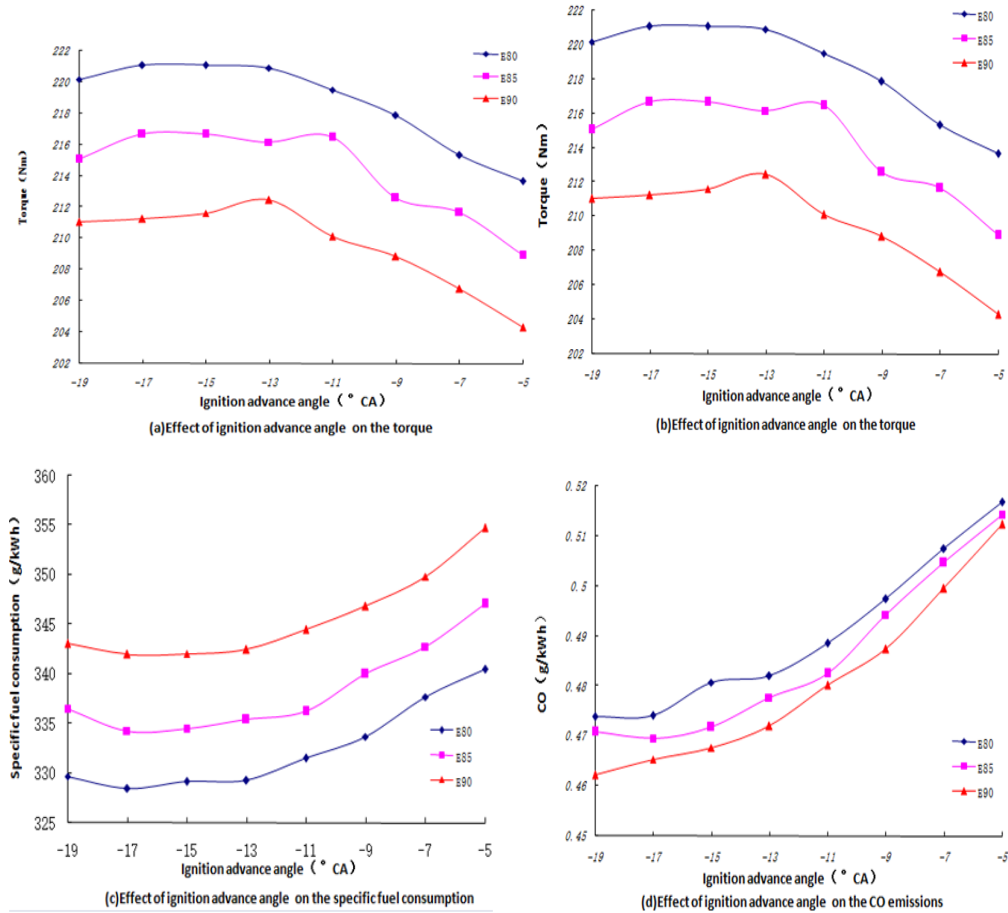 222
220
218
216
214
212
210
208
206
204
202
Torque (Nm)
E80
E85
E90
-19 -17 -15 -13 -11 -9 -7 -5
Ignition advance angle (° CA)
(a)Effect of ignition advance angle on the torque
222
220
218
216
214
212
210
208
206
204
202
Torque (Nm)
E80
E85
E90
-19 -17 -15 -13 -11 -9 -7 -5
Ignition advance angle (° CA)
(b)Effect of ignition advance angle on the torque
360
355
350
345
340
335
330
325
Specific fuel consumption (g/kWh)
E80
E85
E90
-19 -17 -15 -13 -11 -9 -7 -5
Ignition advance angle (° CA)
(c)Effect of ignition advance angle on the specific fuel consumption
0.52
0.51
0.5
0.49
0.48
0.47
0.46
0.45
CO (g/kWh)
E80
E85
E90
-19 -17 -15 -13 -11 -9 -7 -5
Ignition advance angle (° CA)
(d)Effect of ignition advance angle on the CO emissions